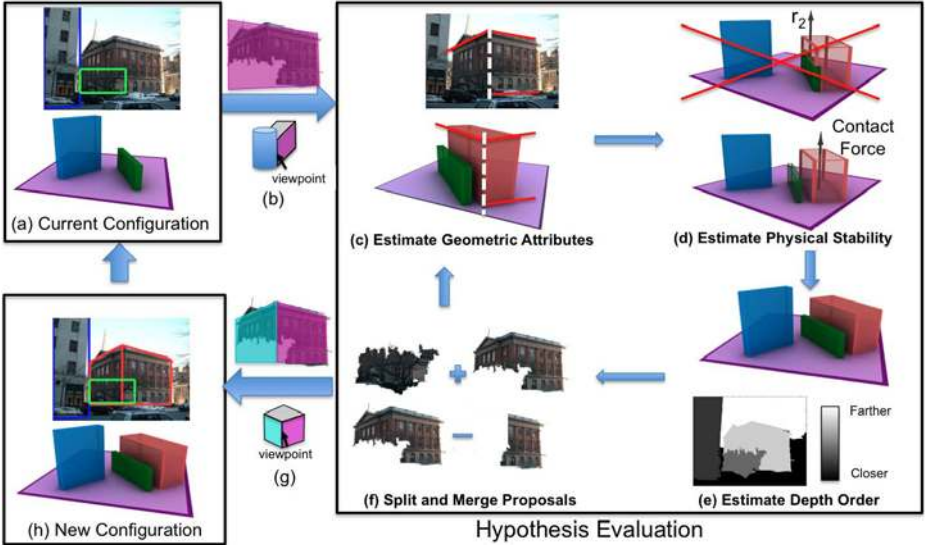 r2
Contact
Force
viewpoint
(b)
(a) Current Configuration
(c) Estimate Geometric Attributes
(d) Estimate Physical Stability
Farther
Closer
viewpoint
(g)
(f) Split and Merge Proposals
(e) Estimate Depth Order
(h) New Configuration
Hypothesis Evaluation